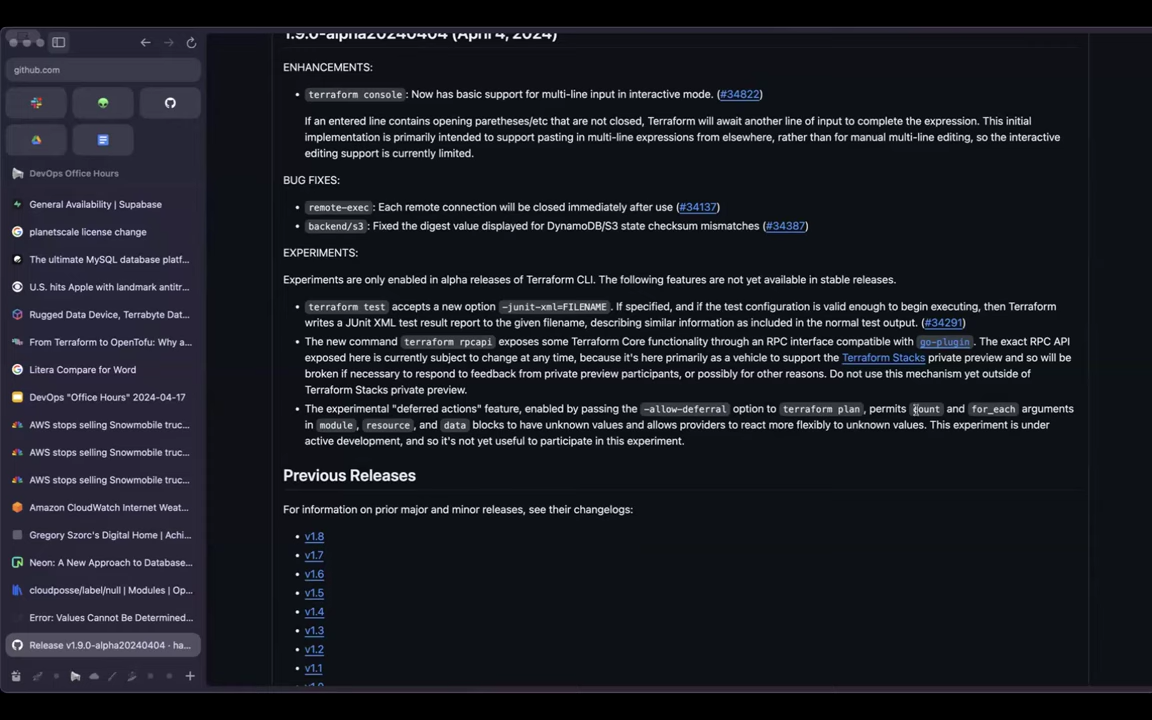 github.com
DevOps Office Hours
General Availability | Supabase
planetscale license change
The ultimate MySQL database platf...
U.S. hits Apple with landmark antitr...
Rugged Data Device, Terrabyte Dat...
From Terraform to OpenTofu: Why a...
Litera Compare for Word
DevOps "Office Hours" 2024-04-17
AWS stops selling Snowmobile truc...
AWS stops selling Snowmobile truc...
AWS stops selling Snowmobile truc...
Amazon CloudWatch Internet Weat...
Gregory Szorc's Digital Home | Achi...
Neon: A New Approach to Database...
cloudposse/label/null | Modules | Op...
Error: Values Cannot Be Determined...
Release v1.9.0-alpha20240404 · ha...
1.9.0-alpha20240404 (April 4, 2024)
ENHANCEMENTS:
• terraform console: Now has basic support for multi-line input in interactive mode. (#34822)
If an entered line contains opening paretheses/etc that are not closed, Terraform will await another line of input to complete the expression. This initial
implementation is primarily intended to support pasting in multi-line expressions from elsewhere, rather than for manual multi-line editing, so the interactive
editing support is currently limited.
BUG FIXES:
• remote-exec: Each remote connection will be closed immediately after use (#34137)
• backend/s3: Fixed the digest value displayed for DynamoDB/S3 state checksum mismatches (#34387)
EXPERIMENTS:
Experiments are only enabled in alpha releases of Terraform CLI. The following features are not yet available in stable releases.
• terraform test accepts a new option -junit-xml=FILENAME. If specified, and if the test configuration is valid enough to begin executing, then Terraform
writes a JUnit XML test result report to the given filename, describing similar information as included in the normal test output. (#34291)
• The new command terraform rpcapi exposes some Terraform Core functionality through an RPC interface compatible with go-plugin. The exact RPC API
exposed here is currently subject to change at any time, because it's here primarily as a vehicle to support the Terraform Stacks private preview and so will be
broken if necessary to respond to feedback from private preview participants, or possibly for other reasons. Do not use this mechanism yet outside of
Terraform Stacks private preview.
• The experimental "deferred actions" feature, enabled by passing the -allow-deferral option to terraform plan, permits count and for_each arguments
in module, resource, and data blocks to have unknown values and allows providers to react more flexibly to unknown values. This experiment is under
active development, and so it's not yet useful to participate in this experiment.
Previous Releases
For information on prior major and minor releases, see their changelogs:
• v1.8
• v1.7
• v1.6
• v1.5
• v1.4
• v1.3
• v1.2
• v1.1